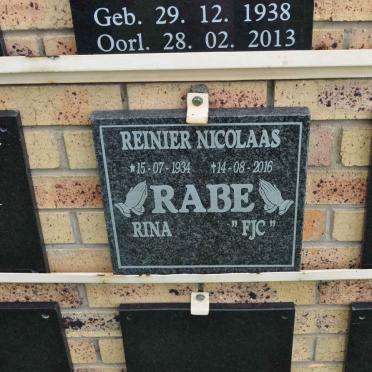 Geb. 29. 12. 1938
Oorl. 28. 02. 2013
REINIER NICOLAAS
*15-07-1934 †14-08-2016
RABE
RINA "FJC"